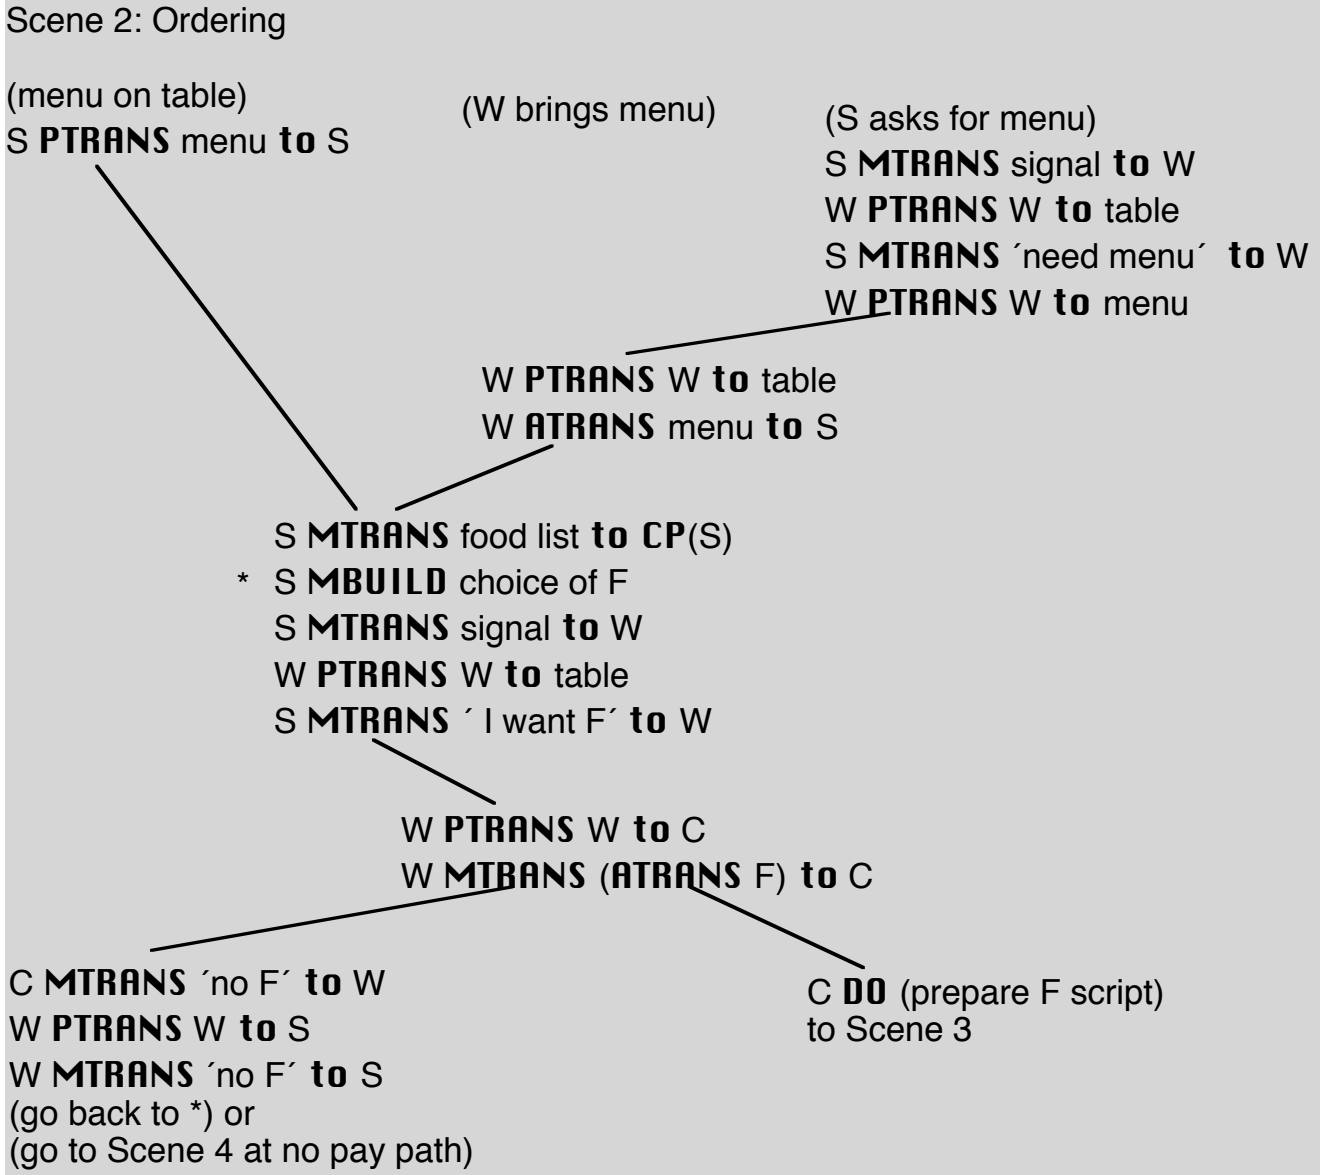 Scene 2: Ordering
(menu on table)
S PTRANS menu to S
(W brings menu)
(S asks for menu)
S MTRANS signal to W
W PTRANS W to table
S MTRANS ´need menu´ to W
W PTRANS W to menu
W PTRANS W to table
W ATRANS menu to S
S MTRANS food list to CP(S)
* S MBUILD choice of F
S MTRANS signal to W
W PTRANS W to table
S MTRANS ´ I want F´ to W
W PTRANS W to C
W MTRANS (ATRANS F) to C
C MTRANS ´no F´ to W
W PTRANS W to S
W MTRANS ´no F´ to S
(go back to *) or
(go to Scene 4 at no pay path)
C DO (prepare F script)
to Scene 3